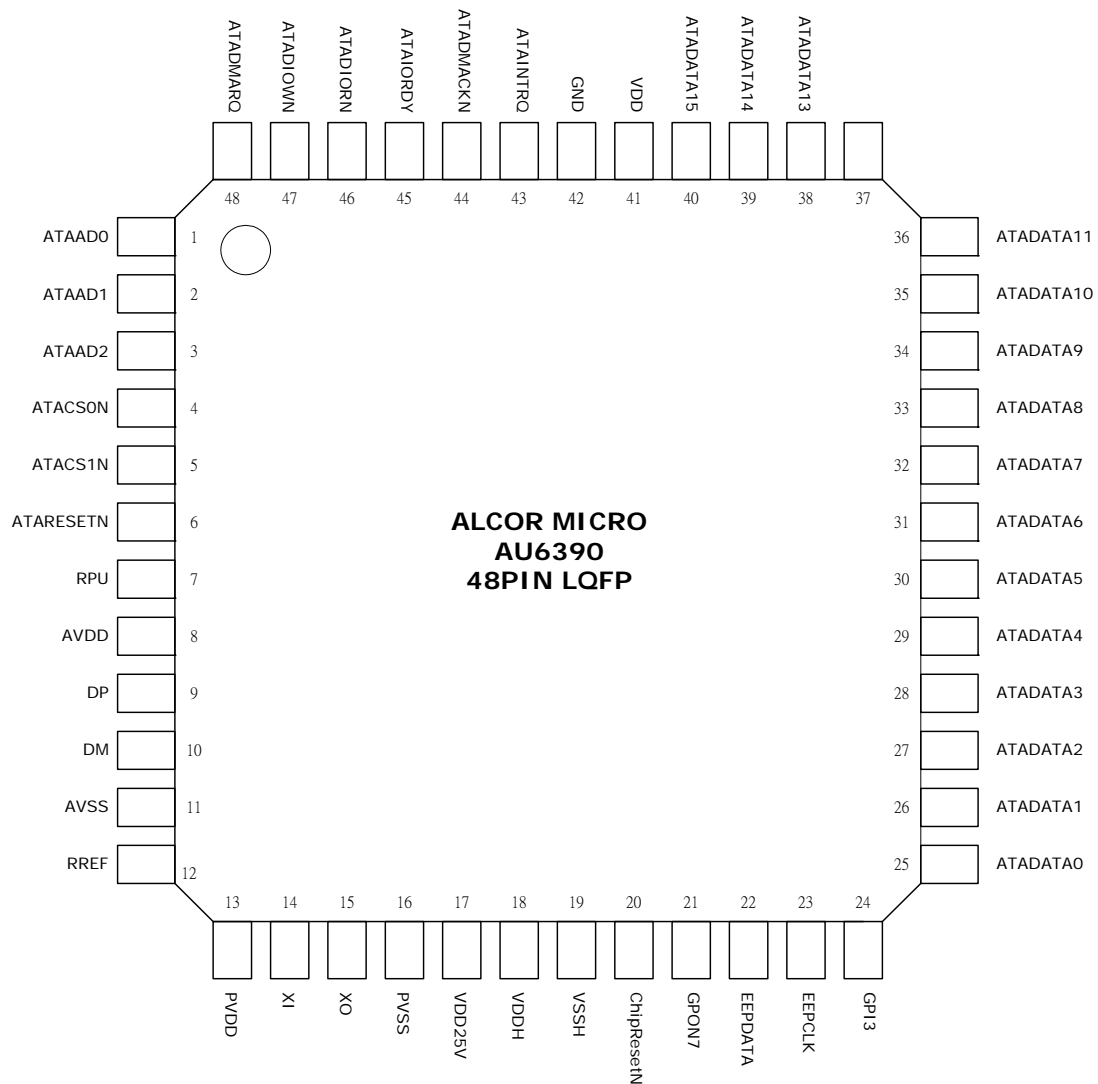 ATADMARQ
ATADIOWN
ATADIORN
ATAIORDY
ATADMACKN
ATAINTRQ
GND
VDD
ATADATA15
ATADATA14
ATADATA13
48 47 46 45 44 43 42 41 40 39 38 37
ATAAD0 1
ATAAD1 2
ATAAD2 3
ATACS0N 4
ATACS1N 5
ATARESETN 6
RPU 7
AVDD 8
DP 9
DM 10
AVSS 11
RREF 12
ALCOR MICRO
AU6390
48PIN LQFP
36 ATADATA11
35 ATADATA10
34 ATADATA9
33 ATADATA8
32 ATADATA7
31 ATADATA6
30 ATADATA5
29 ATADATA4
28 ATADATA3
27 ATADATA2
26 ATADATA1
25 ATADATA0
13 14 15 16 17 18 19 20 21 22 23 24
PVDD
XI
XO
PVSS
VDD25V
VDDH
VSSH
ChipResetN
GPON7
EEPDATA
EEPCLK
GPI3